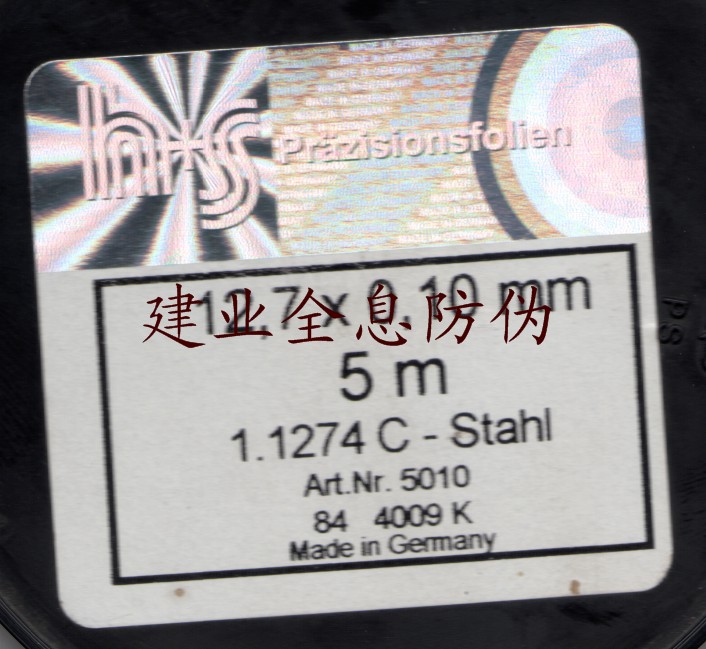 h+s
Präzisionsfolien
12,7 x 0,10 mm
建业全息防伪
5 m
1.1274 C - Stahl
Art.Nr. 5010
84 4009 K
Made in Germany